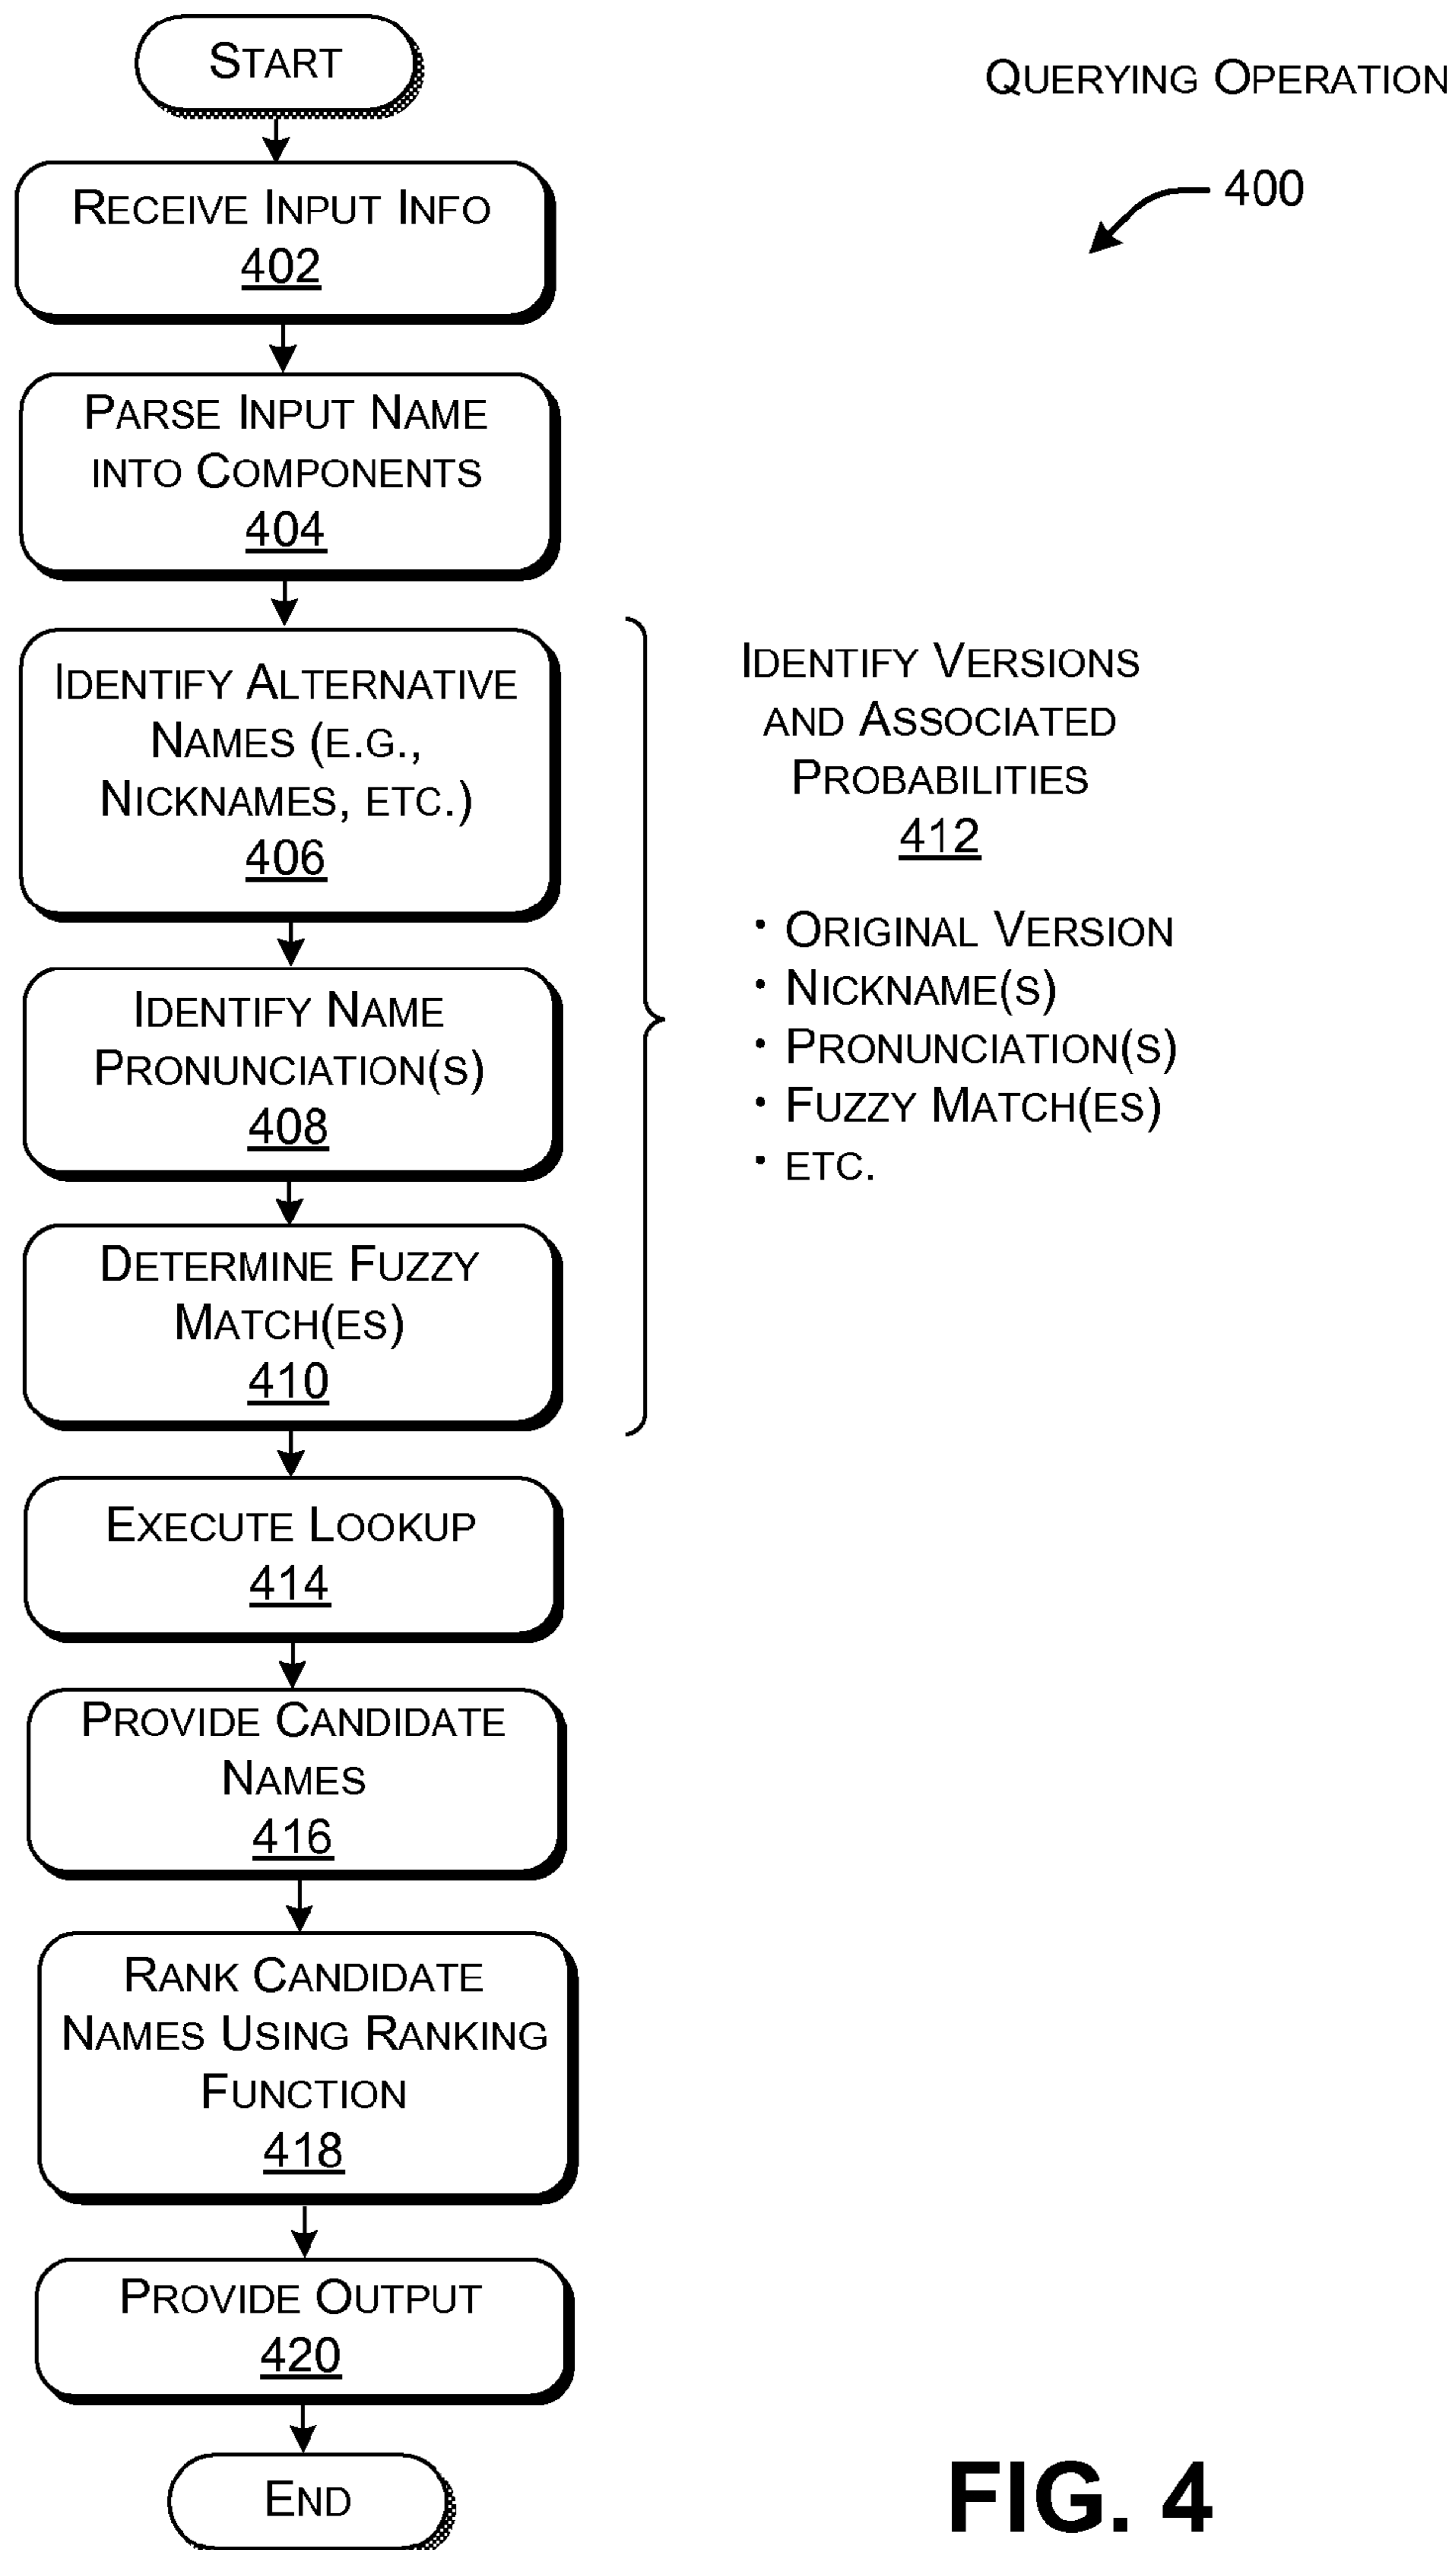 START
QUERYING OPERATION
400
RECEIVE INPUT INFO
402
PARSE INPUT NAME
INTO COMPONENTS
404
IDENTIFY ALTERNATIVE
NAMES (E.G.,
NICKNAMES, ETC.)
406
IDENTIFY NAME
PRONUNCIATION(S)
408
DETERMINE FUZZY
MATCH(ES)
410
IDENTIFY VERSIONS
AND ASSOCIATED
PROBABILITIES
412
· ORIGINAL VERSION
· NICKNAME(S)
· PRONUNCIATION(S)
· FUZZY MATCH(ES)
· ETC.
EXECUTE LOOKUP
414
PROVIDE CANDIDATE
NAMES
416
RANK CANDIDATE
NAMES USING RANKING
FUNCTION
418
PROVIDE OUTPUT
420
END
FIG. 4